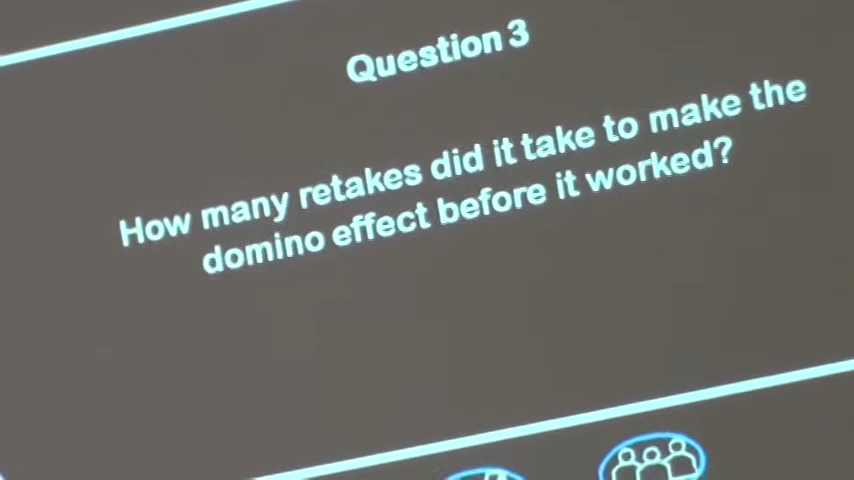 Question 3
How many retakes did it take to make the
domino effect before it worked?